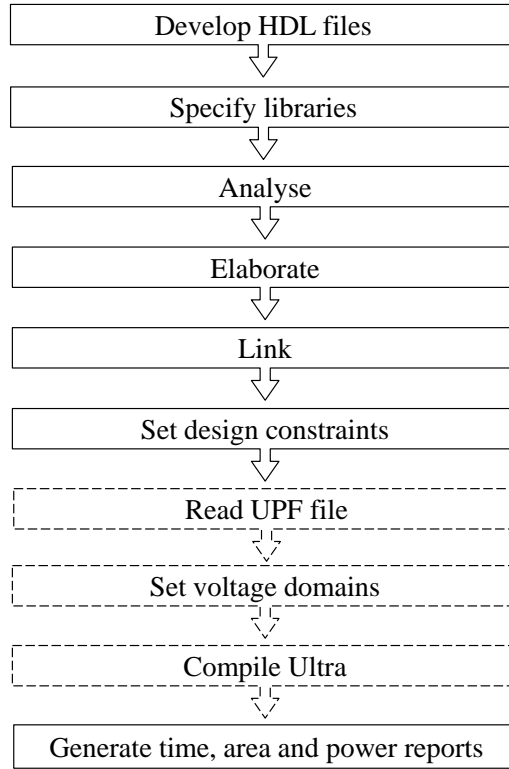 Develop HDL files
Specify libraries
Analyse
Elaborate
Link
Set design constraints
Read UPF file
Set voltage domains
Compile Ultra
Generate time, area and power reports